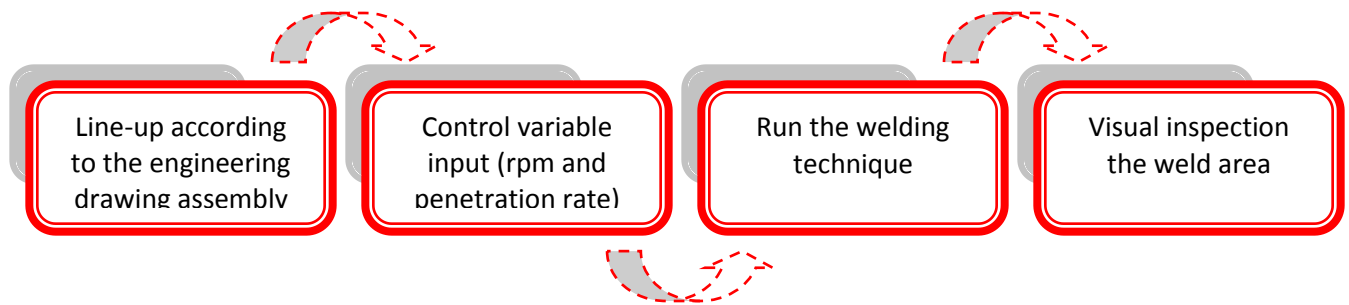 Line-up according
to the engineering
drawing assembly
Control variable
input (rpm and
penetration rate)
Run the welding
technique
Visual inspection
the weld area